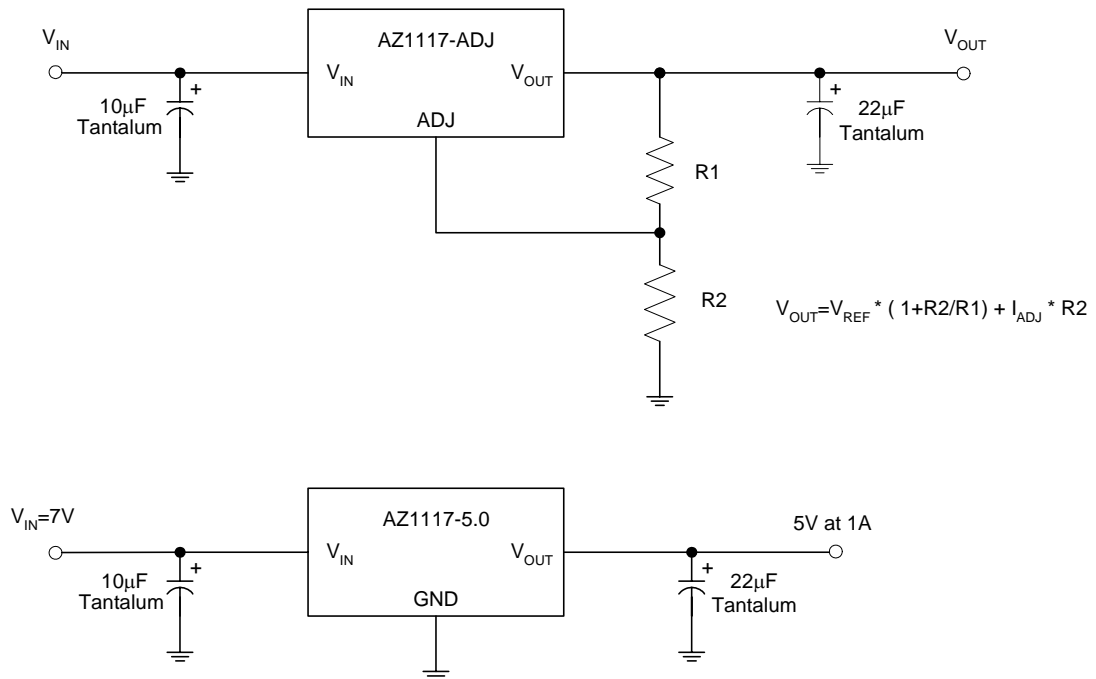 V_IN
AZ1117-ADJ
V_OUT
V_IN
V_OUT
ADJ
10μF
Tantalum
+
+
22μF
Tantalum
R1
R2
V_OUT=V_REF * ( 1+R2/R1) + I_ADJ * R2
V_IN=7V
AZ1117-5.0
5V at 1A
V_IN
V_OUT
GND
10μF
Tantalum
+
+
22μF
Tantalum